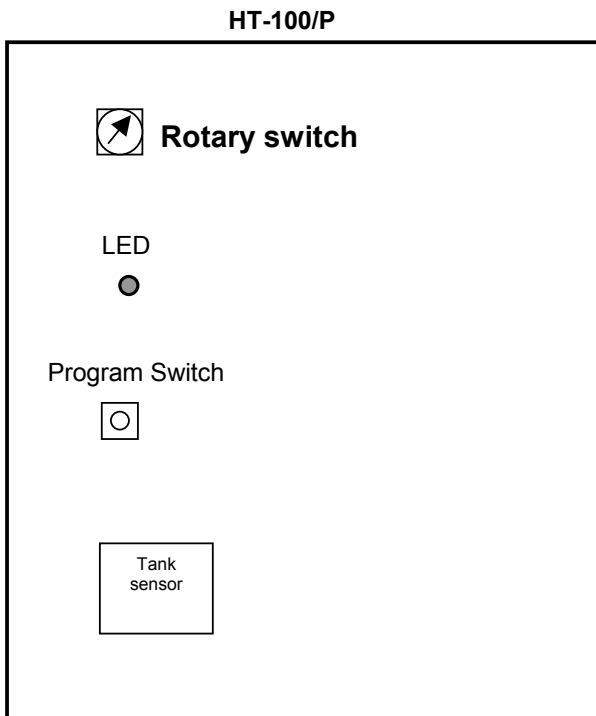 HT-100/P
Rotary switch
LED
Program Switch
Tank
sensor